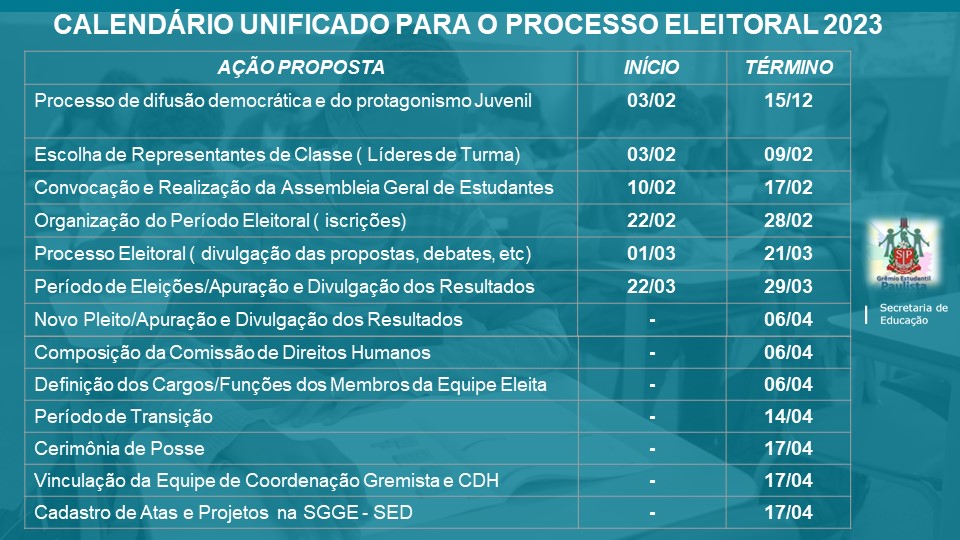 CALENDÁRIO UNIFICADO PARA O PROCESSO ELEITORAL 2023
AÇÃO PROPOSTA INÍCIO TÉRMINO
Processo de difusão democrática e do protagonismo Juvenil 03/02 15/12
Escolha de Representantes de Classe ( Líderes de Turma) 03/02 09/02
Convocação e Realização da Assembleia Geral de Estudantes 10/02 17/02
Organização do Período Eleitoral ( iscrições) 22/02 28/02
Processo Eleitoral ( divulgação das propostas, debates, etc) 01/03 21/03
Período de Eleições/Apuração e Divulgação dos Resultados 22/03 29/03
Novo Pleito/Apuração e Divulgação dos Resultados - 06/04
Composição da Comissão de Direitos Humanos - 06/04
Definição dos Cargos/Funções dos Membros da Equipe Eleita - 06/04
Período de Transição - 14/04
Cerimônia de Posse - 17/04
Vinculação da Equipe de Coordenação Gremista e CDH - 17/04
Cadastro de Atas e Projetos na SGGE - SED - 17/04
SP
Grêmio Estudantil
Paulista
Secretaria de
Educação